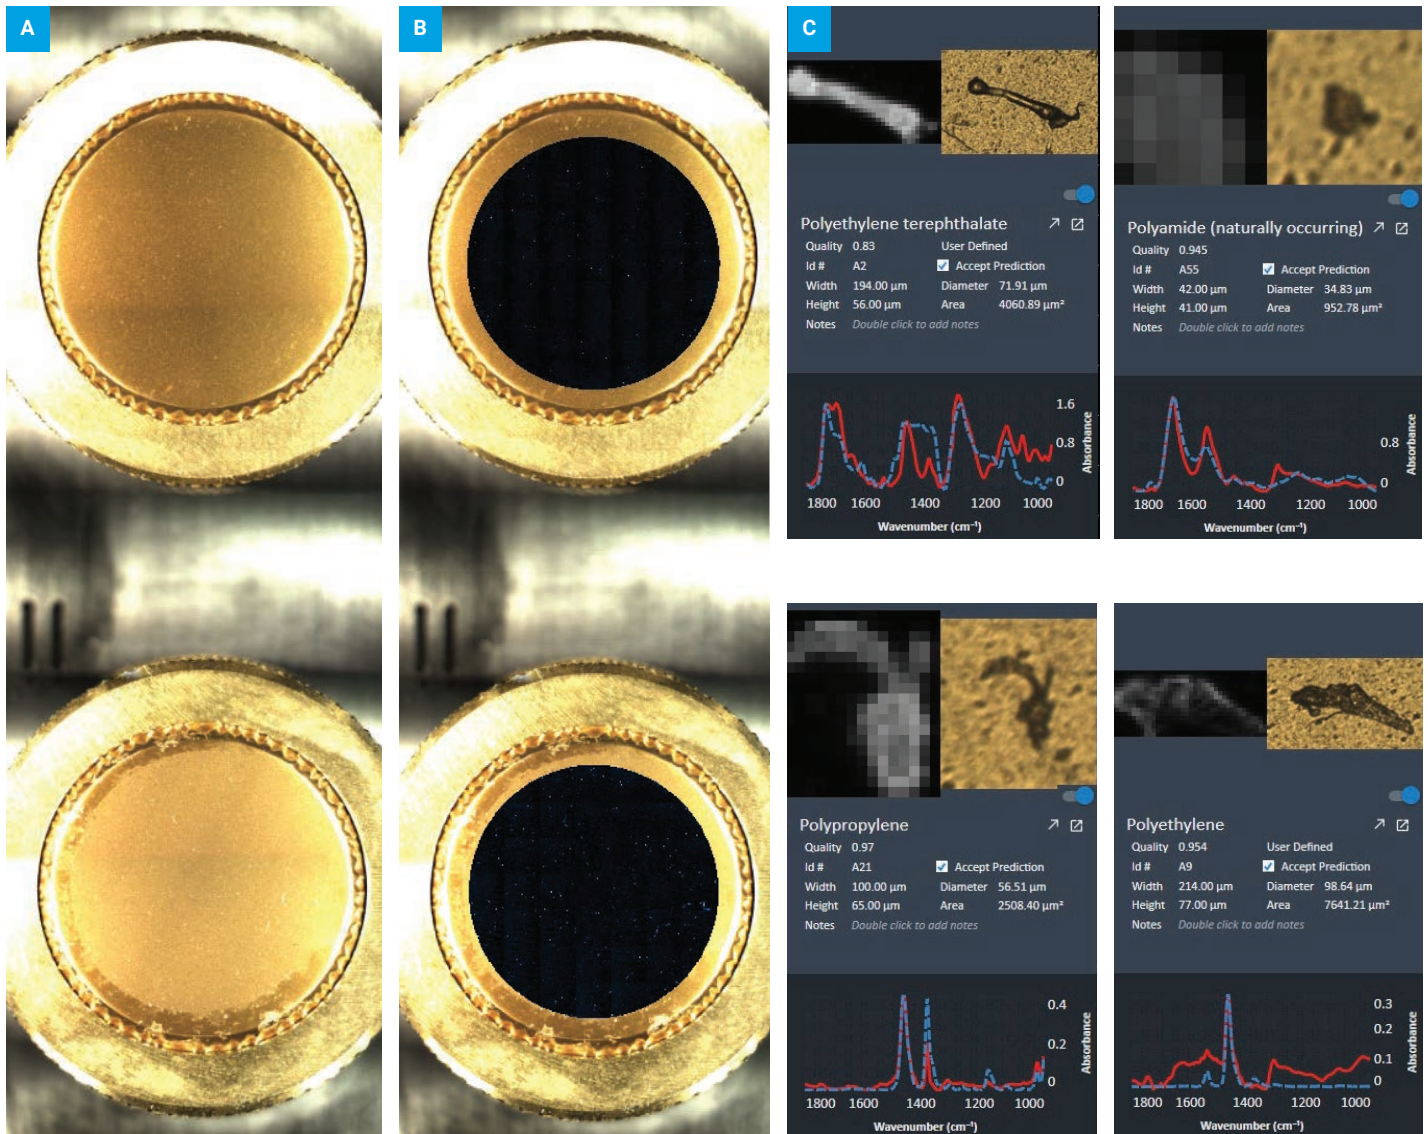 A
B
C
Polyethylene terephthalate
Quality 0.83 User Defined
Id # A2 Accept Prediction
Width 194.00 µm Diameter 71.91 µm
Height 56.00 µm Area 4060.89 µm²
Notes Double click to add notes
1.6
0.8
0
Absorbance
1800 1600 1400 1200 1000
Wavenumber (cm⁻¹)
Polyamide (naturally occurring)
Quality 0.945
Id # A55 Accept Prediction
Width 42.00 µm Diameter 34.83 µm
Height 41.00 µm Area 952.78 µm²
Notes Double click to add notes
0.8
0
Absorbance
1800 1600 1400 1200 1000
Wavenumber (cm⁻¹)
Polypropylene
Quality 0.97
Id # A21 Accept Prediction
Width 100.00 µm Diameter 56.51 µm
Height 65.00 µm Area 2508.40 µm²
Notes Double click to add notes
0.4
0.2
0
Absorbance
1800 1600 1400 1200 1000
Wavenumber (cm⁻¹)
Polyethylene
Quality 0.954 User Defined
Id # A9 Accept Prediction
Width 214.00 µm Diameter 98.64 µm
Height 77.00 µm Area 7641.21 µm²
Notes Double click to add notes
0.3
0.2
0.1
0
Absorbance
1800 1600 1400 1200 1000
Wavenumber (cm⁻¹)